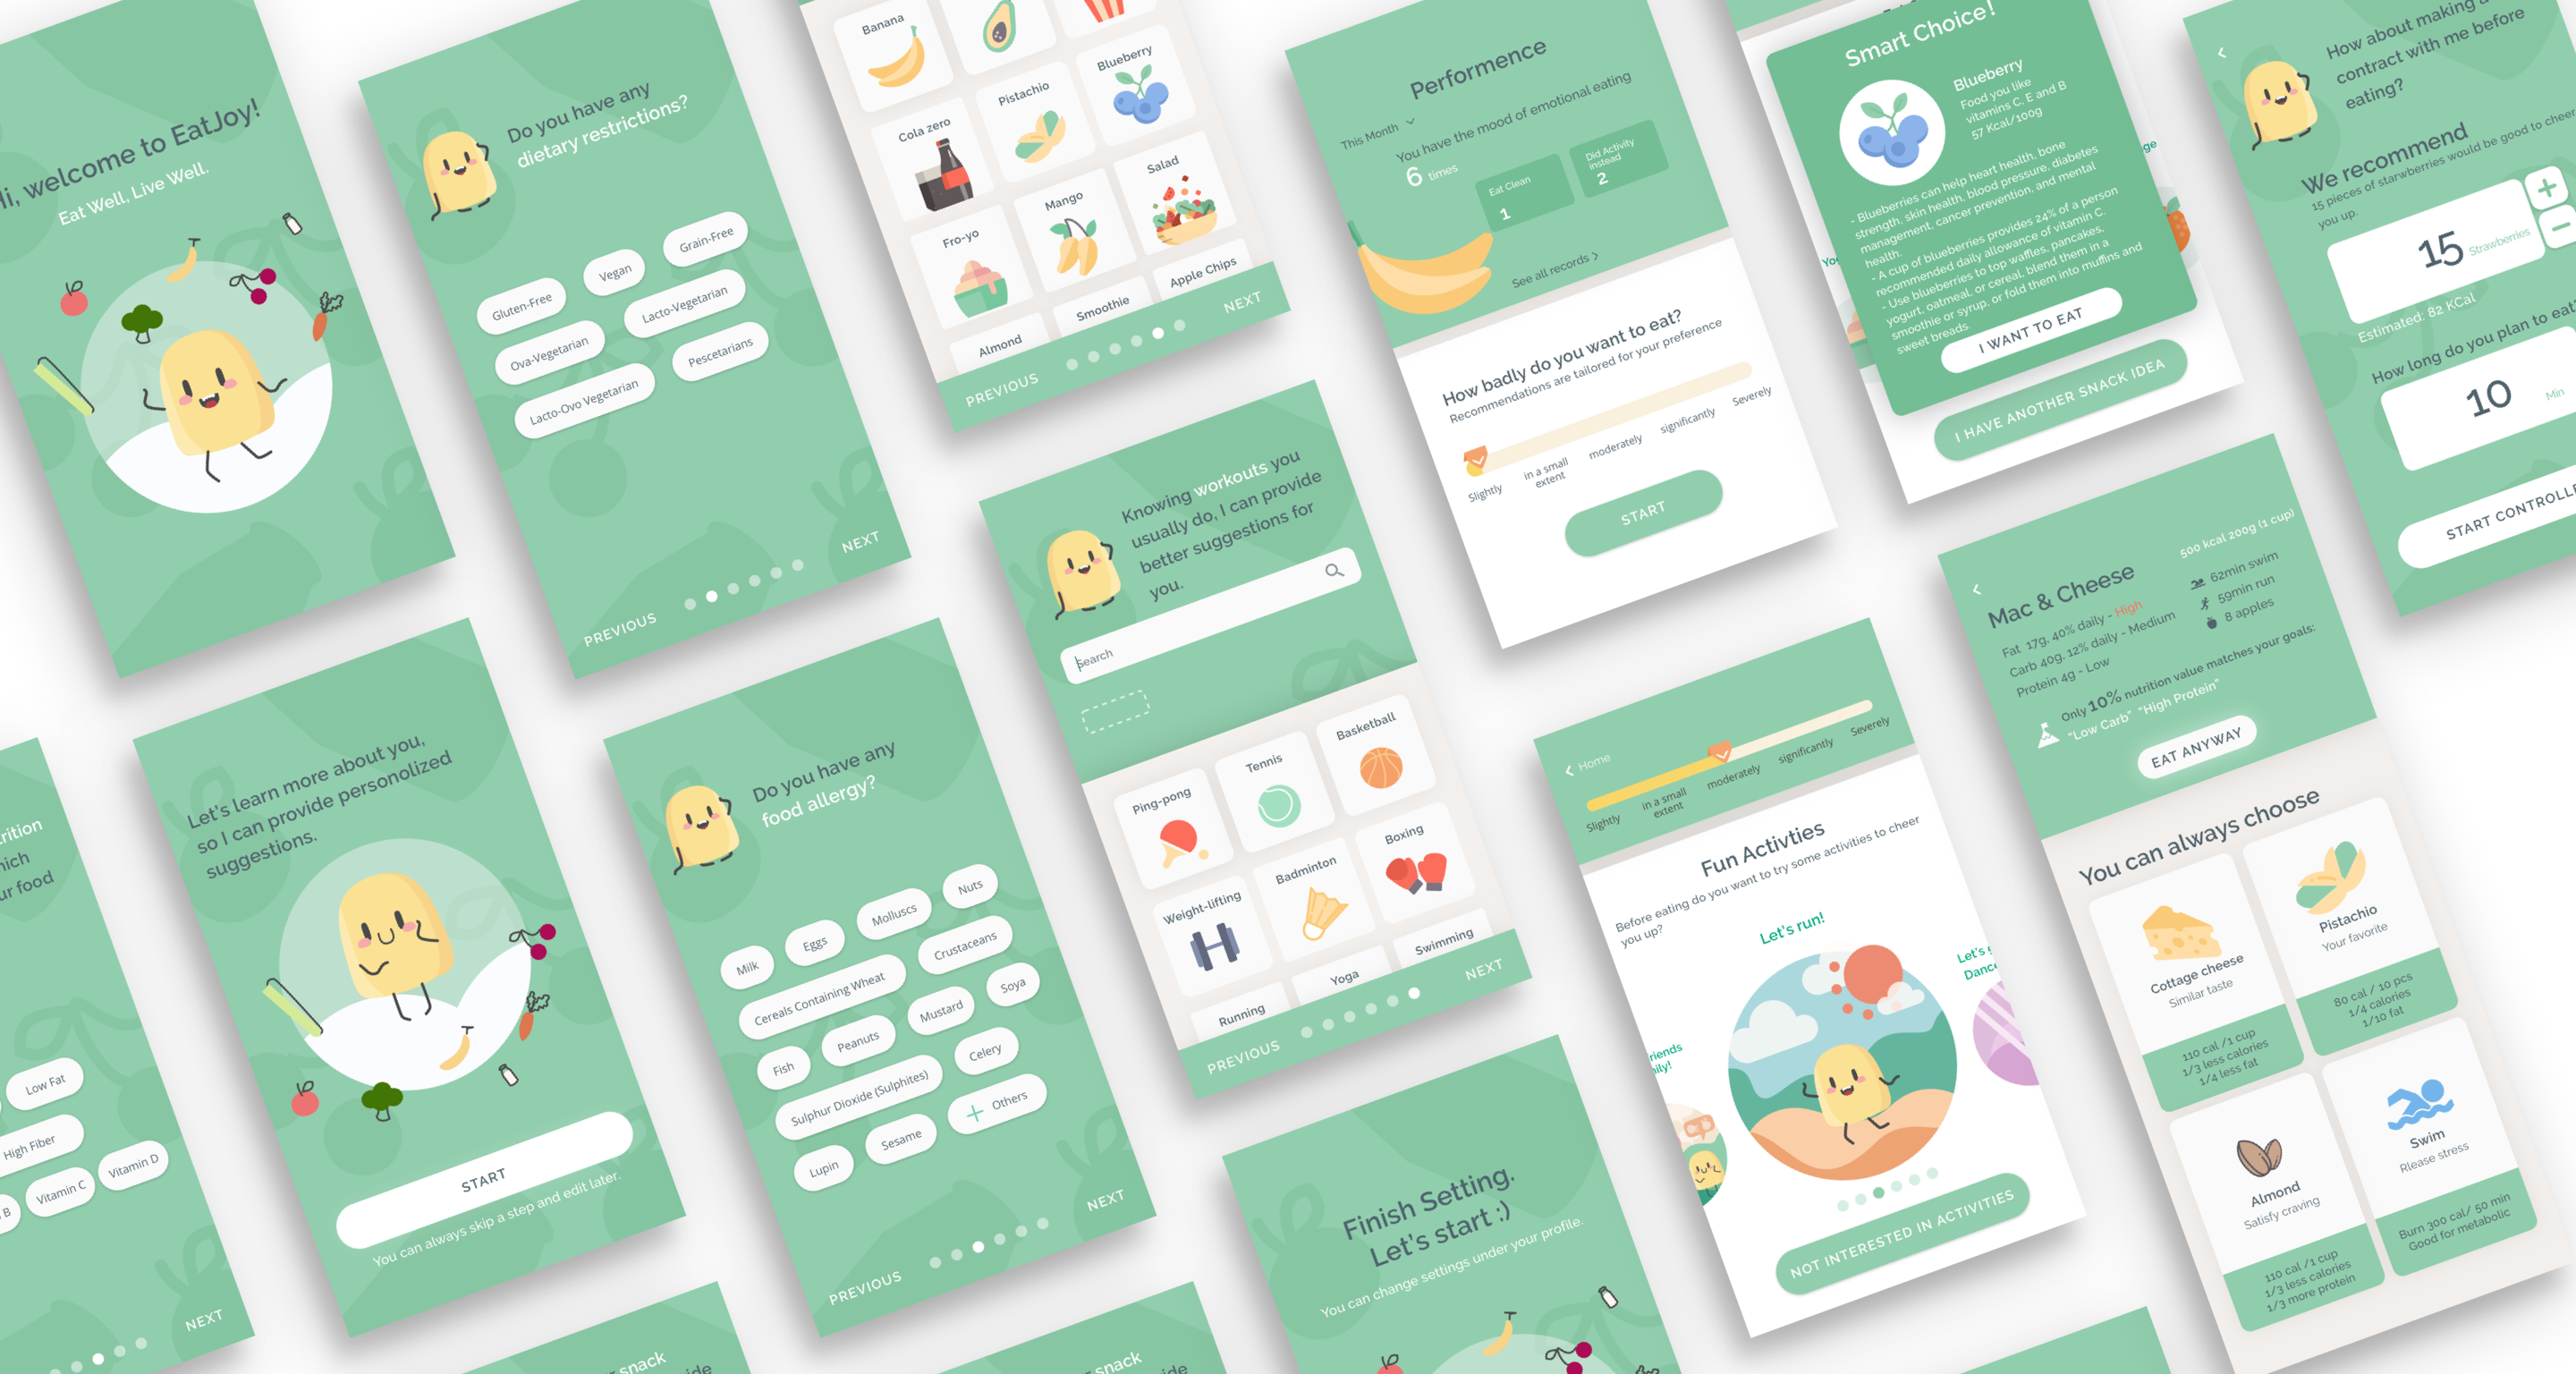 Hi, welcome to EatJoy!
Eat Well, Live Well.
Do you have any
dietary restrictions?
Gluten-Free
Vegan
Grain-Free
Ova-Vegetarian
Lacto-Vegetarian
Lacto-Ovo Vegetarian
Pescetarians
PREVIOUS
NEXT
Banana
Cola zero
Pistachio
Blueberry
Fro-yo
Mango
Salad
Almond
Smoothie
Apple Chips
PREVIOUS
NEXT
Performence
This Month
You have the mood of emotional eating
6 times
Eat Clean
1
Did Activity
instead
2
See all records >
How badly do you want to eat?
Recommendations are tailored for your preference
Slightly
in a small
extent
moderately
significantly
Severely
START
Smart Choice!
Blueberry
Food you like
vitamins C, E and B
57 Kcal/100g
- Blueberries can help heart health, bone
strength, skin health, blood pressure, diabetes
management, cancer prevention, and mental
health.
- A cup of blueberries provides 24% of a person
recommended daily allowance of vitamin C.
- Use blueberries to top waffles, pancakes,
yogurt, oatmeal, or cereal, blend them in a
smoothie or syrup, or fold them into muffins and
sweet breads.
I WANT TO EAT
I HAVE ANOTHER SNACK IDEA
How about making a
contract with me before
eating?
We recommend
15 pieces of starwberries would be good to cheer
you up.
15 Strawberries
Estimated: 82 KCal
How long do you plan to eat
10 Min
START
Low Fat
High Fiber
B
Vitamin C
Vitamin D
NEXT
ur food
Let's learn more about you,
so I can provide personolized
suggestions.
START
You can always skip a step and edit later.
Do you have any
food allergy?
Milk
Eggs
Molluscs
Nuts
Cereals Containing Wheat
Crustaceans
Fish
Peanuts
Mustard
Soya
Sulphur Dioxide (Sulphites)
Celery
Lupin
Sesame
+ Others
PREVIOUS
NEXT
Knowing workouts you
usually do, I can provide
better suggestions for
you.
Search
Ping-pong
Tennis
Basketball
Weight-lifting
Badminton
Boxing
Running
Yoga
Swimming
PREVIOUS
NEXT
Finish Setting.
Let's start :)
You can change settings under your profile.
< Home
Slightly
in a small
extent
moderately
significantly
Severely
Fun Activties
Before eating do you want to try some activities to cheer
you up?
Let's run!
Let's
NOT INTERESTED IN ACTIVITIES
Mac & Cheese
500 kcal 200g (1 cup)
Fat 17g, 40% daily - High
Carb 40g, 12% daily - Medium
Protein 4g - Low
62min swim
59min run
8 apples
Only 10% nutrition value matches your goals:
"Low Carb" "High Protein"
EAT ANYWAY
You can always choose
Cottage cheese
Similar taste
110 cal /1 cup
1/3 less calories
1/4 less fat
Pistachio
Your favorite
80 cal / 10 pcs
1/4 calories
1/10 fat
Almond
Satisfy craving
110 cal /1 cup
1/3 less calories
1/3 more protein
Swim
Rlease stress
Burn 300 cal/ 50 min
Good for metabolic
snack
snack